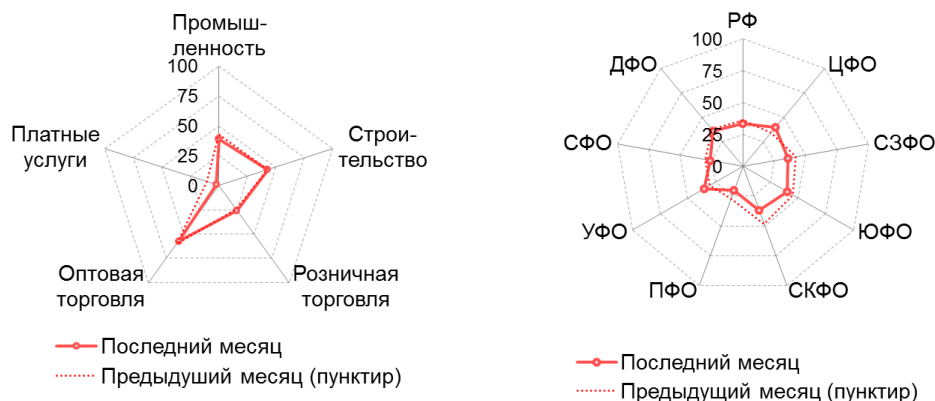 Промыш-
ленность
100
75
50
25
0
Строи-
тельство
Розничная
торговля
Оптовая
торговля
Платные
услуги
Последний месяц
Предыдуший месяц (пунктир)
РФ
100
75
50
25
0
ЦФО
СЗФО
ЮФО
СКФО
ПФО
УФО
СФО
ДФО
Последний месяц
Предыдущий месяц (пунктир)